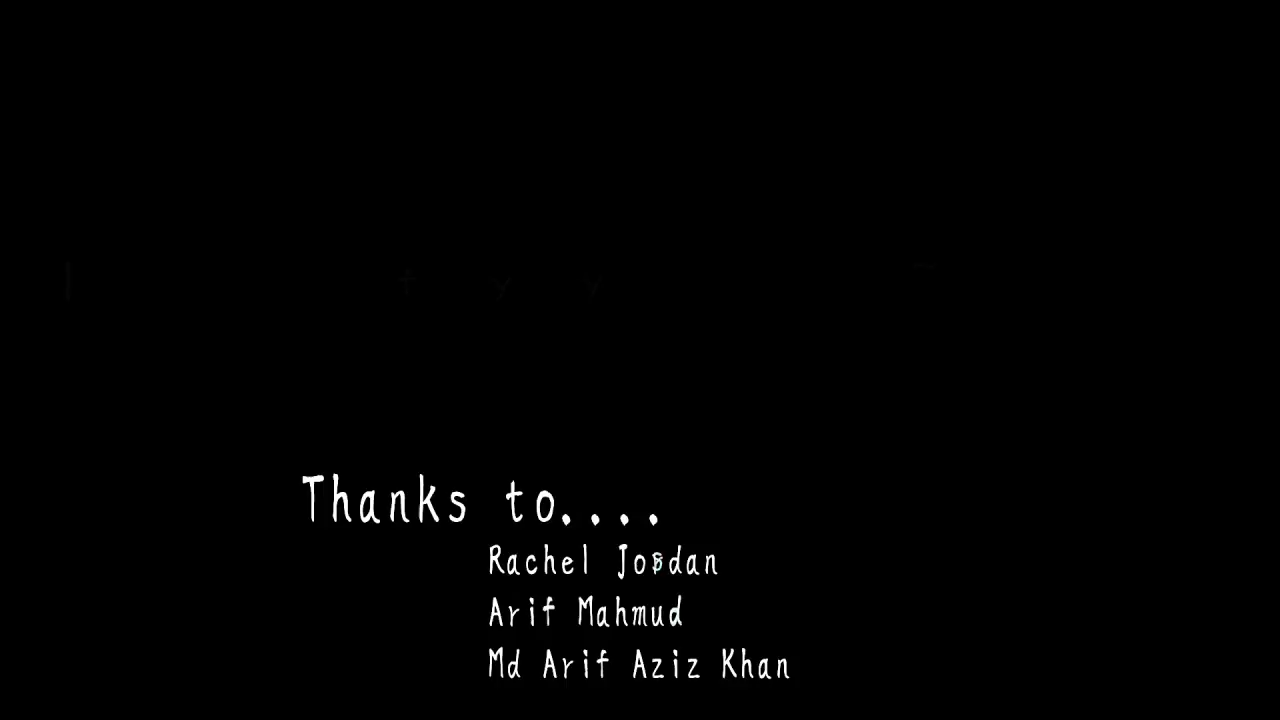 Thanks to....
Rachel Jordan
Arif Mahmud
Md Arif Aziz Khan